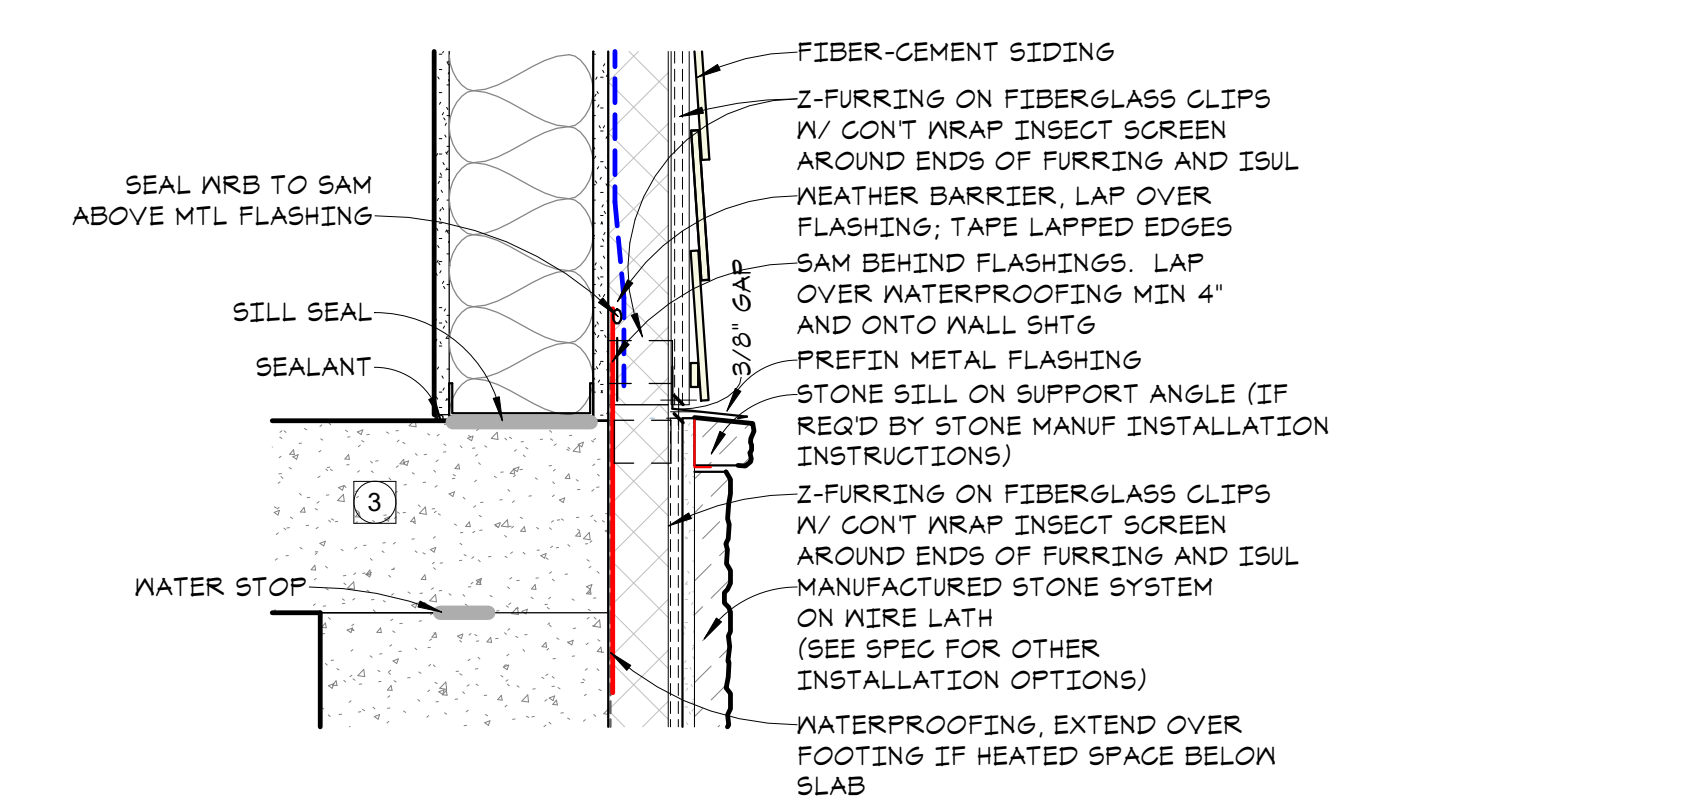 FIBER-CEMENT SIDING
Z-FURRING ON FIBERGLASS CLIPS
W/ CON'T WRAP INSECT SCREEN
AROUND ENDS OF FURRING AND ISUL
SEAL WRB TO SAM
ABOVE MTL FLASHING
WEATHER BARRIER, LAP OVER
FLASHING; TAPE LAPPED EDGES
SAM BEHIND FLASHINGS.  LAP
OVER WATERPROOFING MIN 4"
AND ONTO WALL SHTG
3/8" GAP
SILL SEAL
SEALANT
PREFIN METAL FLASHING
STONE SILL ON SUPPORT ANGLE (IF
REQ'D BY STONE MANUF INSTALLATION
INSTRUCTIONS)
3
Z-FURRING ON FIBERGLASS CLIPS
W/ CON'T WRAP INSECT SCREEN
AROUND ENDS OF FURRING AND ISUL
WATER STOP
MANUFACTURED STONE SYSTEM
ON WIRE LATH
(SEE SPEC FOR OTHER
INSTALLATION OPTIONS)
WATERPROOFING, EXTEND OVER
FOOTING IF HEATED SPACE BELOW
SLAB